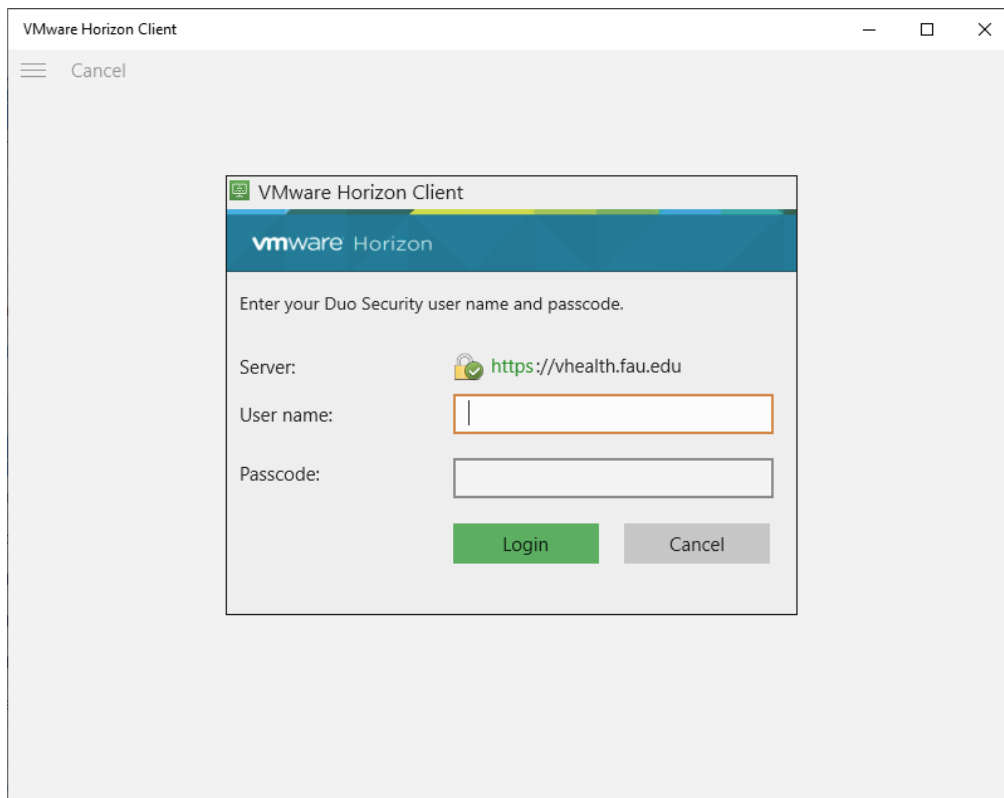 VMware Horizon Client
Cancel
VMware Horizon Client
vmware Horizon
Enter your Duo Security user name and passcode.
Server: https://vhealth.fau.edu
User name:
Passcode:
Login Cancel